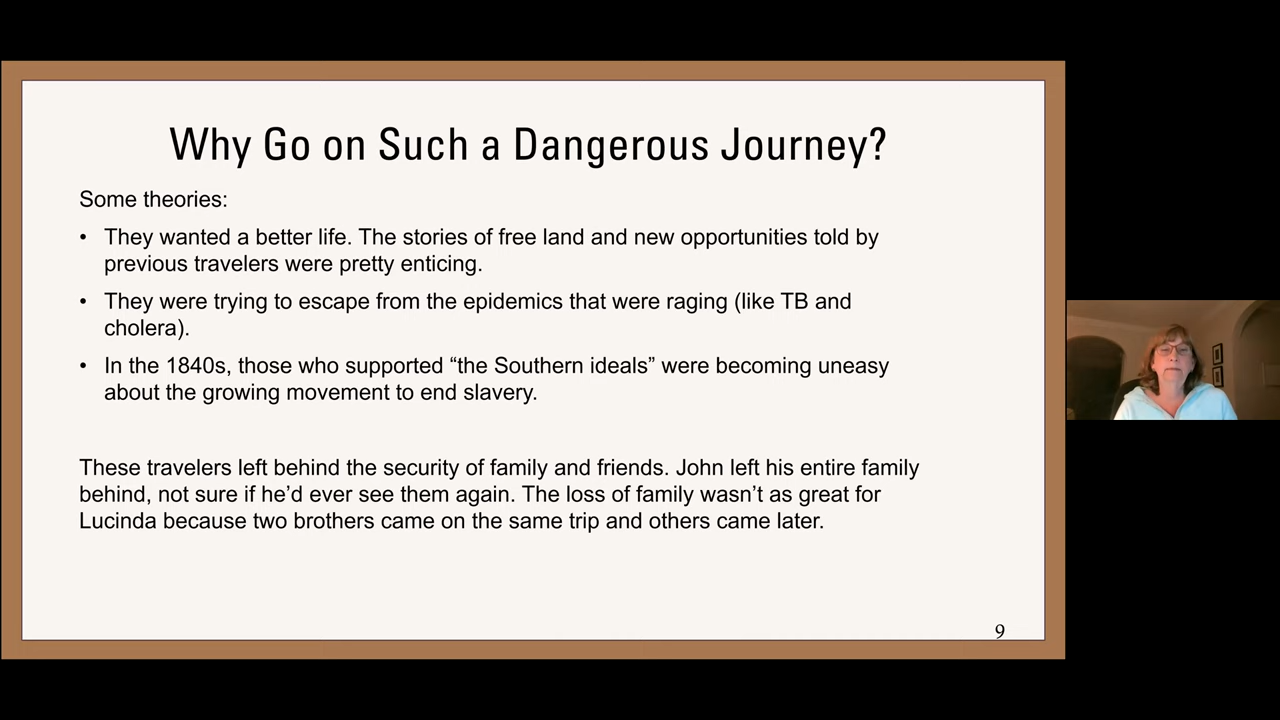 Why Go on Such a Dangerous Journey?
Some theories:
• They wanted a better life. The stories of free land and new opportunities told by
previous travelers were pretty enticing.
• They were trying to escape from the epidemics that were raging (like TB and
cholera).
• In the 1840s, those who supported “the Southern ideals” were becoming uneasy
about the growing movement to end slavery.
These travelers left behind the security of family and friends. John left his entire family
behind, not sure if he’d ever see them again. The loss of family wasn’t as great for
Lucinda because two brothers came on the same trip and others came later.
9